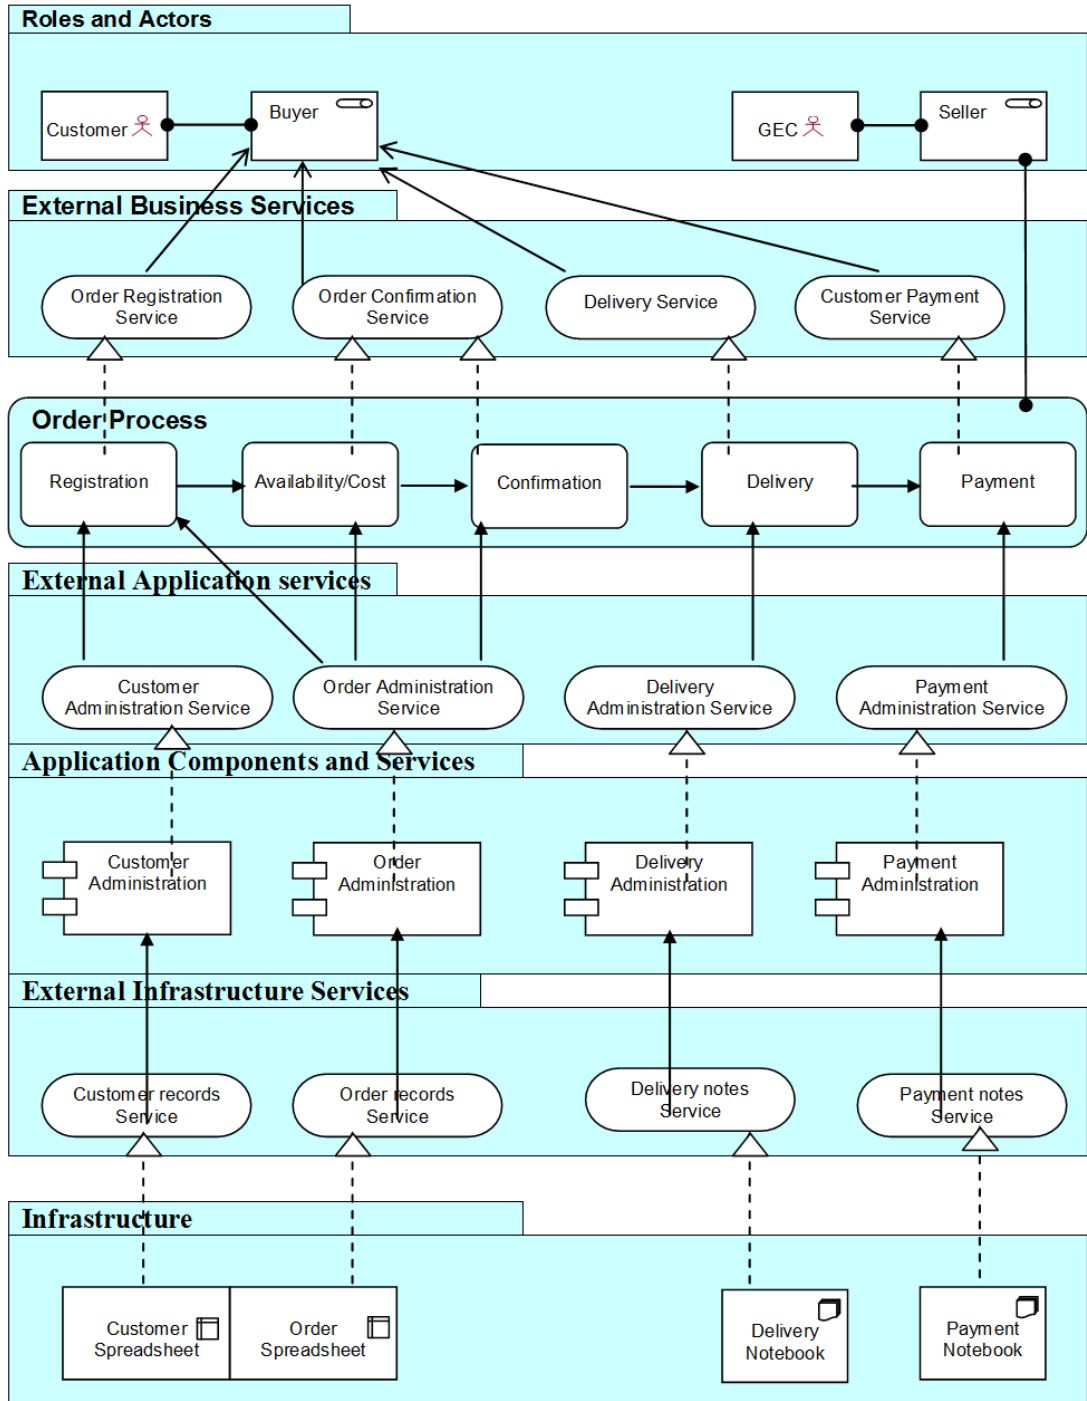 Roles and Actors
Customer
Buyer
GEC
Seller
External Business Services
Order Registration
Service
Order Confirmation
Service
Delivery Service
Customer Payment
Service
Order Process
Registration
Availability/Cost
Confirmation
Delivery
Payment
External Application services
Customer
Administration Service
Order Administration
Service
Delivery
Administration Service
Payment
Administration Service
Application Components and Services
Customer
Administration
Order
Administration
Delivery
Administration
Payment
Administration
External Infrastructure Services
Customer records
Service
Order records
Service
Delivery notes
Service
Payment notes
Service
Infrastructure
Customer
Spreadsheet
Order
Spreadsheet
Delivery
Notebook
Payment
Notebook